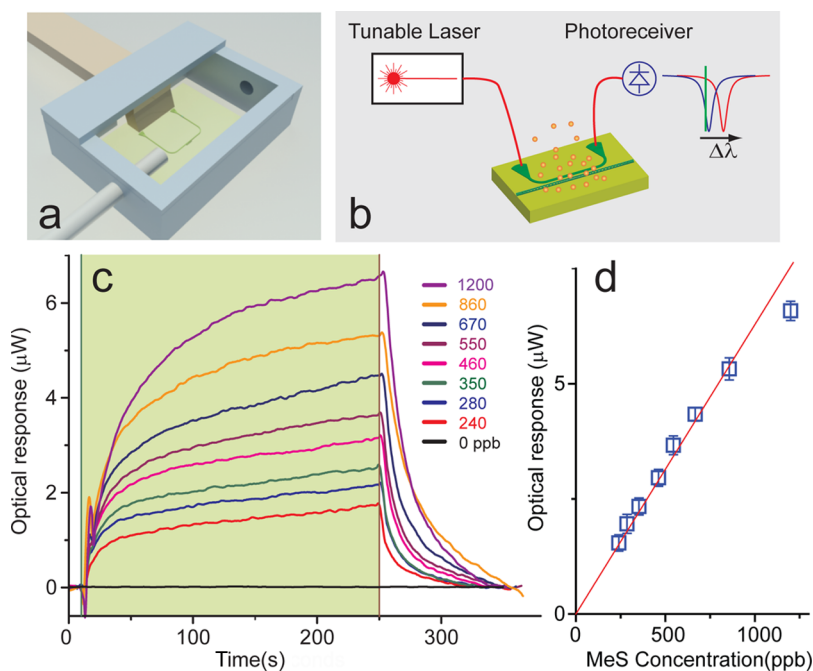 a
Tunable Laser
Photoreceiver
Δλ
b
c
Optical response (μW)
6
4
2
0
1200
860
670
550
460
350
280
240
0 ppb
0
100
200
300
Time(s)
d
Optical response (μW)
5
0
0
500
1000
MeS Concentration(ppb)